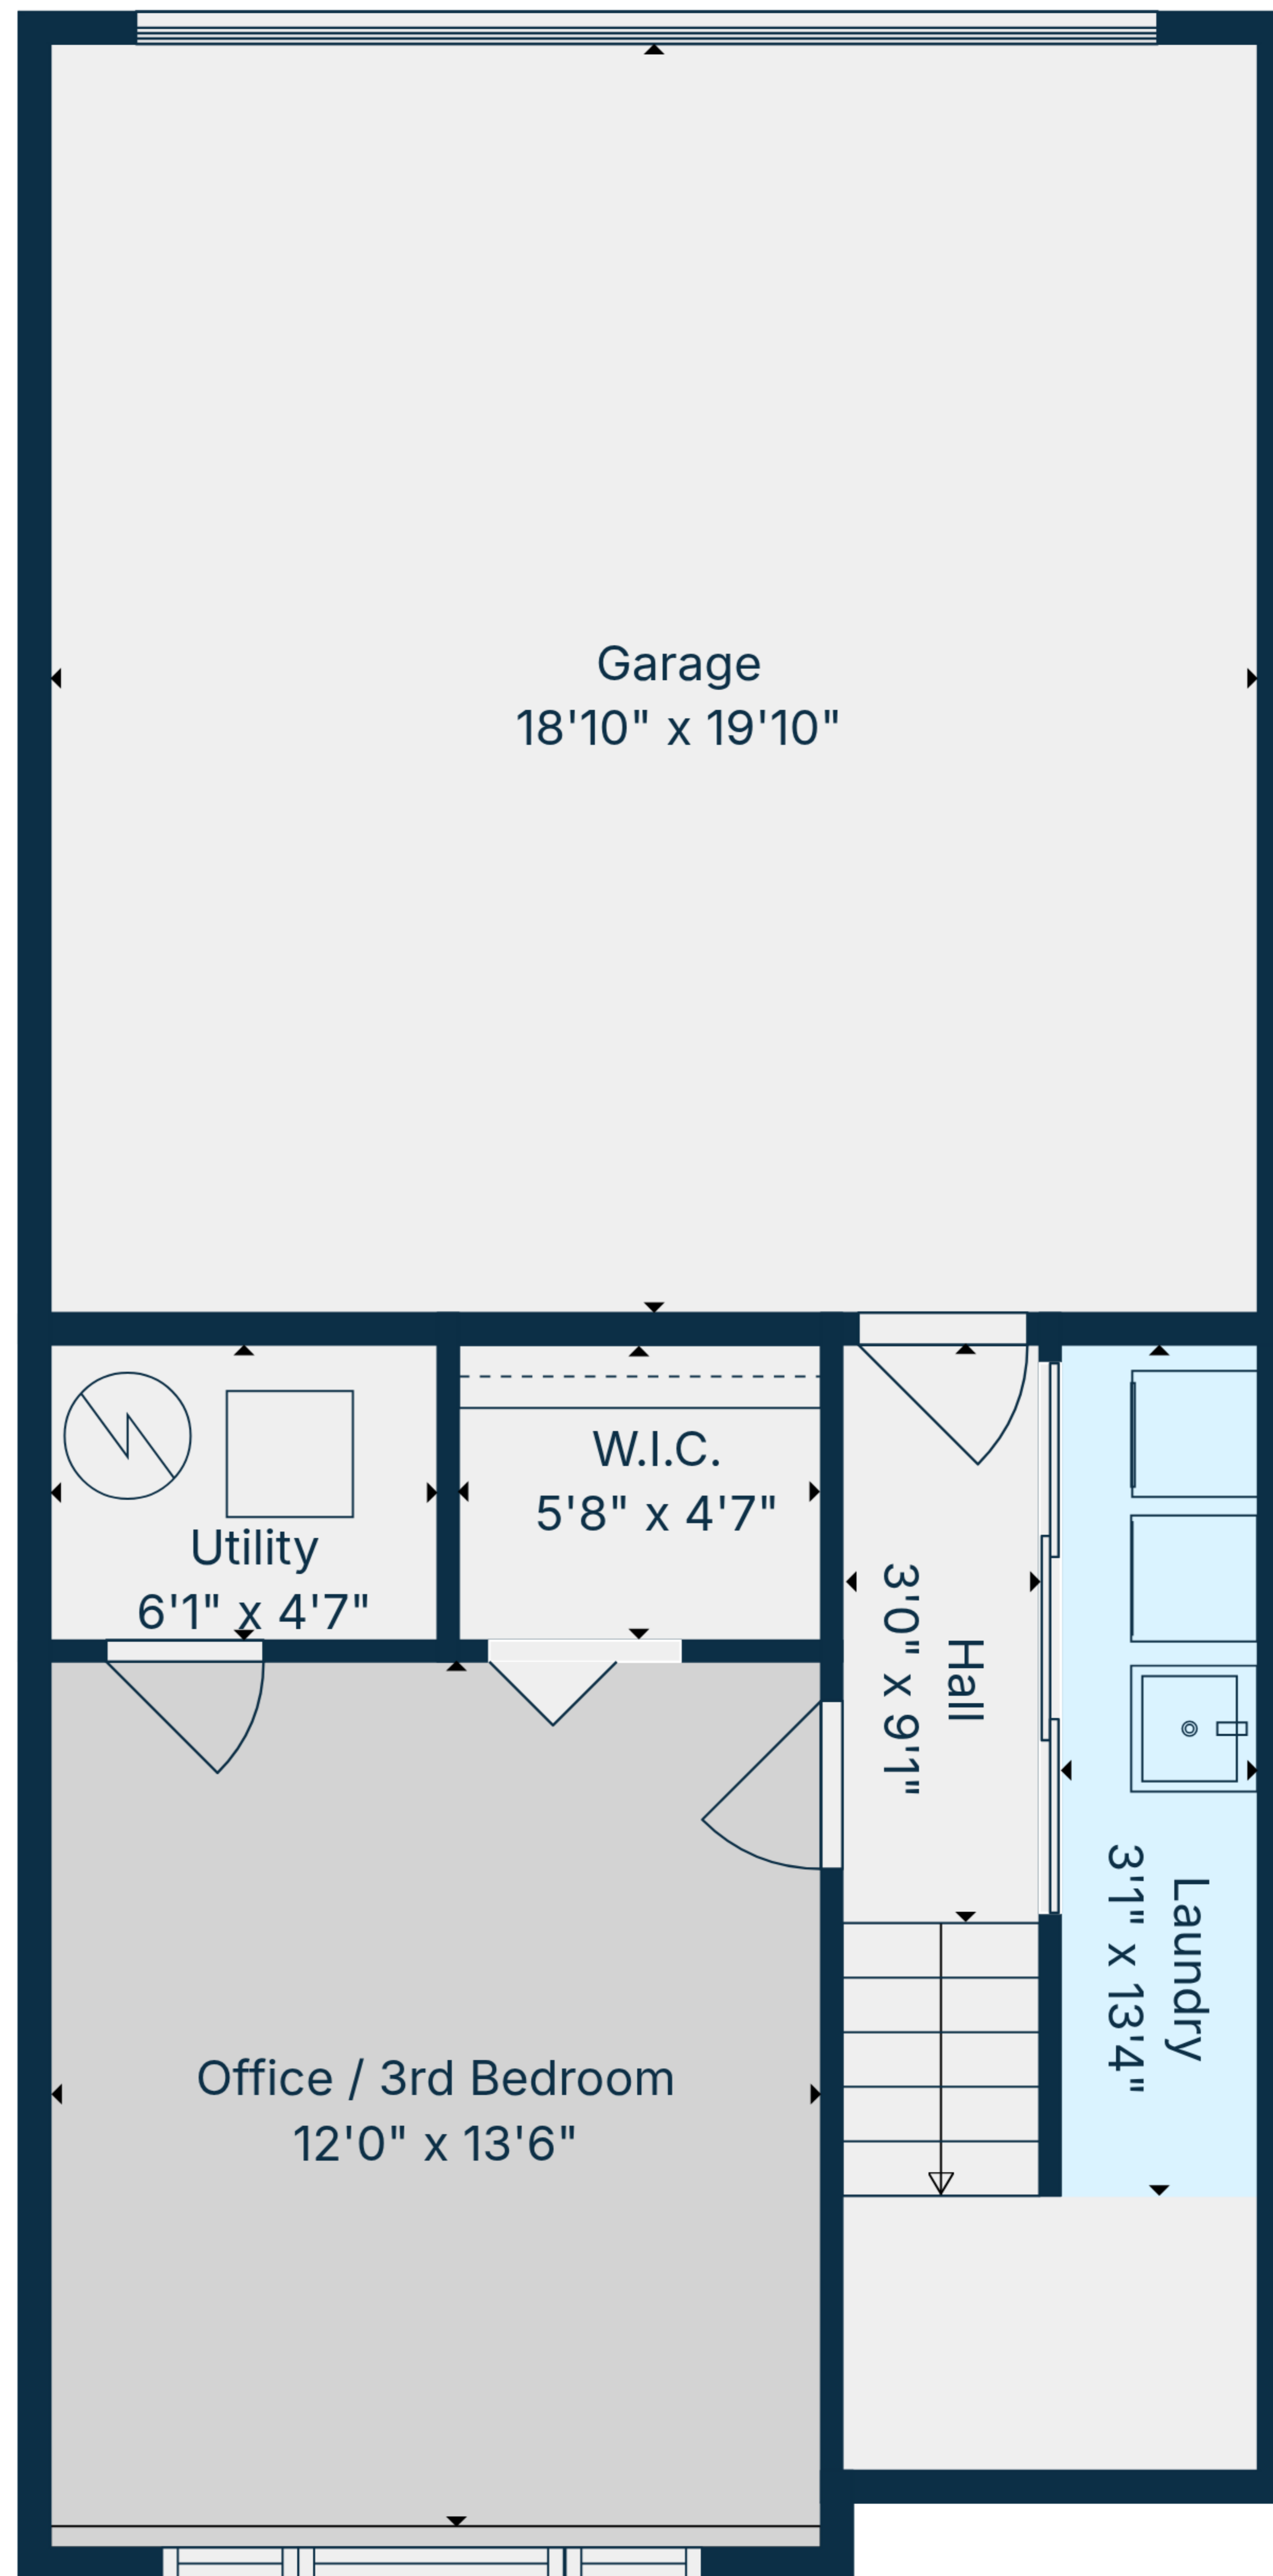 Garage
18'10" x 19'10"
W.I.C.
5'8" x 4'7"
Utility
6'1" x 4'7"
Hall
3'0" x 9'1"
Laundry
3'1" x 13'4"
Office / 3rd Bedroom
12'0" x 13'6"